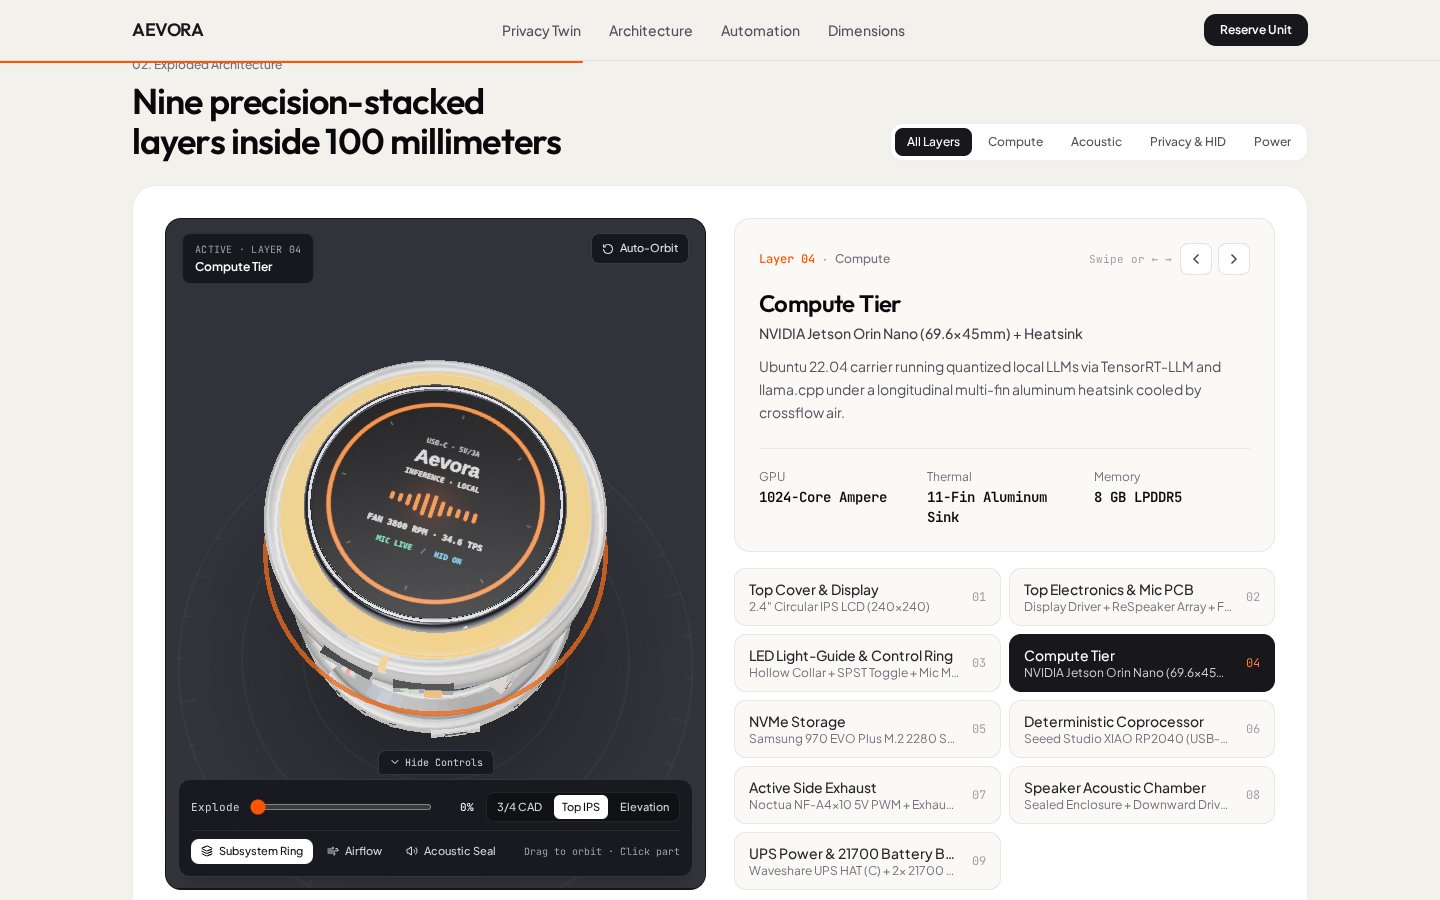 AEVORA
Privacy Twin
Architecture
Automation
Dimensions
Reserve Unit
02. Exploded Architecture
Nine precision-stacked
layers inside 100 millimeters
All Layers
Compute
Acoustic
Privacy & HID
Power
ACTIVE · LAYER 04
Compute Tier
Auto-Orbit
USB-C · 5V/3A
Aevora
INFERENCE · LOCAL
FAN 3800 RPM · 34.6 TPS
MIC LIVE / HID ON
Hide Controls
Explode
0%
3/4 CAD
Top IPS
Elevation
Subsystem Ring
Airflow
Acoustic Seal
Drag to orbit · Click part
Layer 04 · Compute
Swipe or ← →
Compute Tier
NVIDIA Jetson Orin Nano (69.6×45mm) + Heatsink
Ubuntu 22.04 carrier running quantized local LLMs via TensorRT-LLM and
llama.cpp under a longitudinal multi-fin aluminum heatsink cooled by
crossflow air.
GPU
1024-Core Ampere
Thermal
11-Fin Aluminum
Sink
Memory
8 GB LPDDR5
Top Cover & Display
2.4" Circular IPS LCD (240×240)
01
Top Electronics & Mic PCB
Display Driver + ReSpeaker Array + F...
02
LED Light-Guide & Control Ring
Hollow Collar + SPST Toggle + Mic M...
03
Compute Tier
NVIDIA Jetson Orin Nano (69.6×45...
04
NVMe Storage
Samsung 970 EVO Plus M.2 2280 S...
05
Deterministic Coprocessor
Seeed Studio XIAO RP2040 (USB-...
06
Active Side Exhaust
Noctua NF-A4×10 5V PWM + Exhau...
07
Speaker Acoustic Chamber
Sealed Enclosure + Downward Driv...
08
UPS Power & 21700 Battery B...
Waveshare UPS HAT (C) + 2× 21700 ...
09